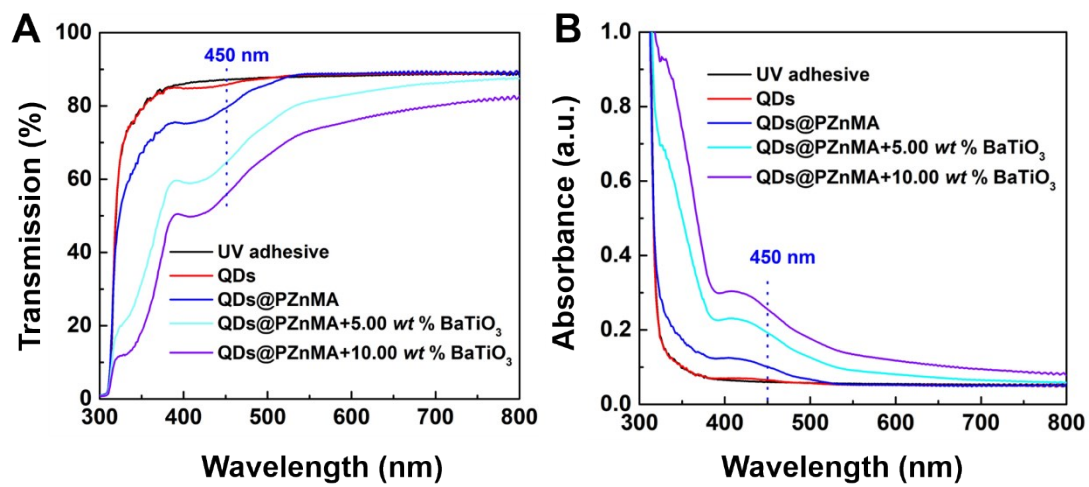 A
100
80
60
40
20
0
300 400 500 600 700 800
Transmission (%)
Wavelength (nm)
450 nm
UV adhesive
QDs
QDs@PZnMA
QDs@PZnMA+5.00 wt % BaTiO₃
QDs@PZnMA+10.00 wt % BaTiO₃
B
1.0
0.8
0.6
0.4
0.2
0.0
300 400 500 600 700 800
Absorbance (a.u.)
Wavelength (nm)
UV adhesive
QDs
QDs@PZnMA
QDs@PZnMA+5.00 wt % BaTiO₃
QDs@PZnMA+10.00 wt % BaTiO₃
450 nm